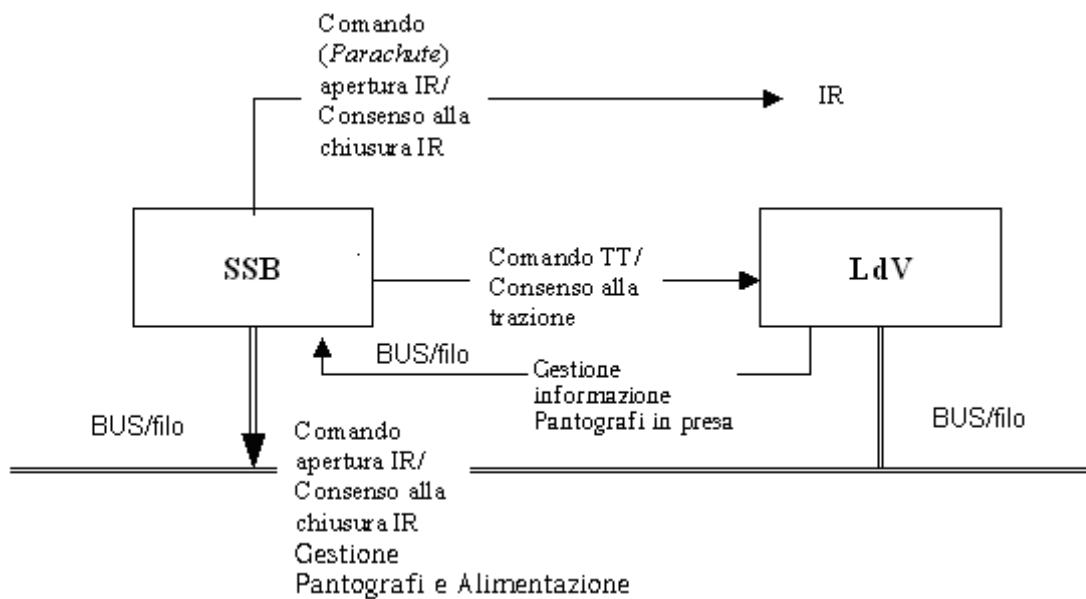 Comando
(Parachute)
apertura IR/
Consenso alla
chiusura IR
IR
SSB
Comando TT/
Consenso alla
trazione
LdV
BUS/filo
Gestione
informazione
Pantografi in presa
BUS/filo
BUS/filo
Comando
apertura IR/
Consenso alla
chiusura IR
Gestione
Pantografi e Alimentazione